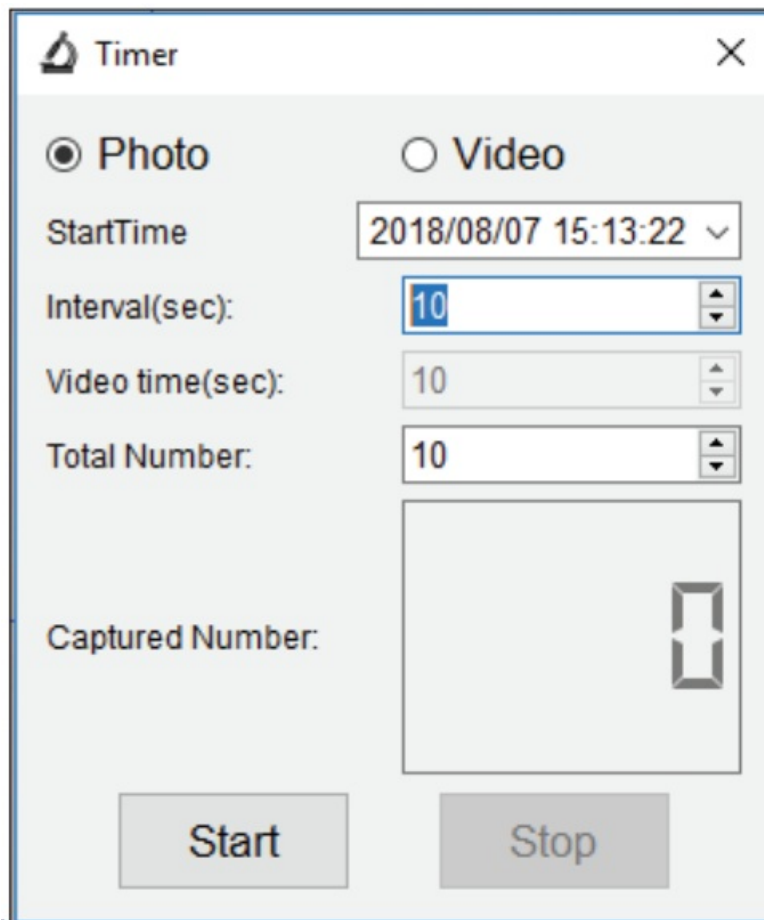 Timer
Photo Video
StartTime 2018/08/07 15:13:22
Interval(sec): 10
Video time(sec): 10
Total Number: 10
Captured Number: 0
Start Stop